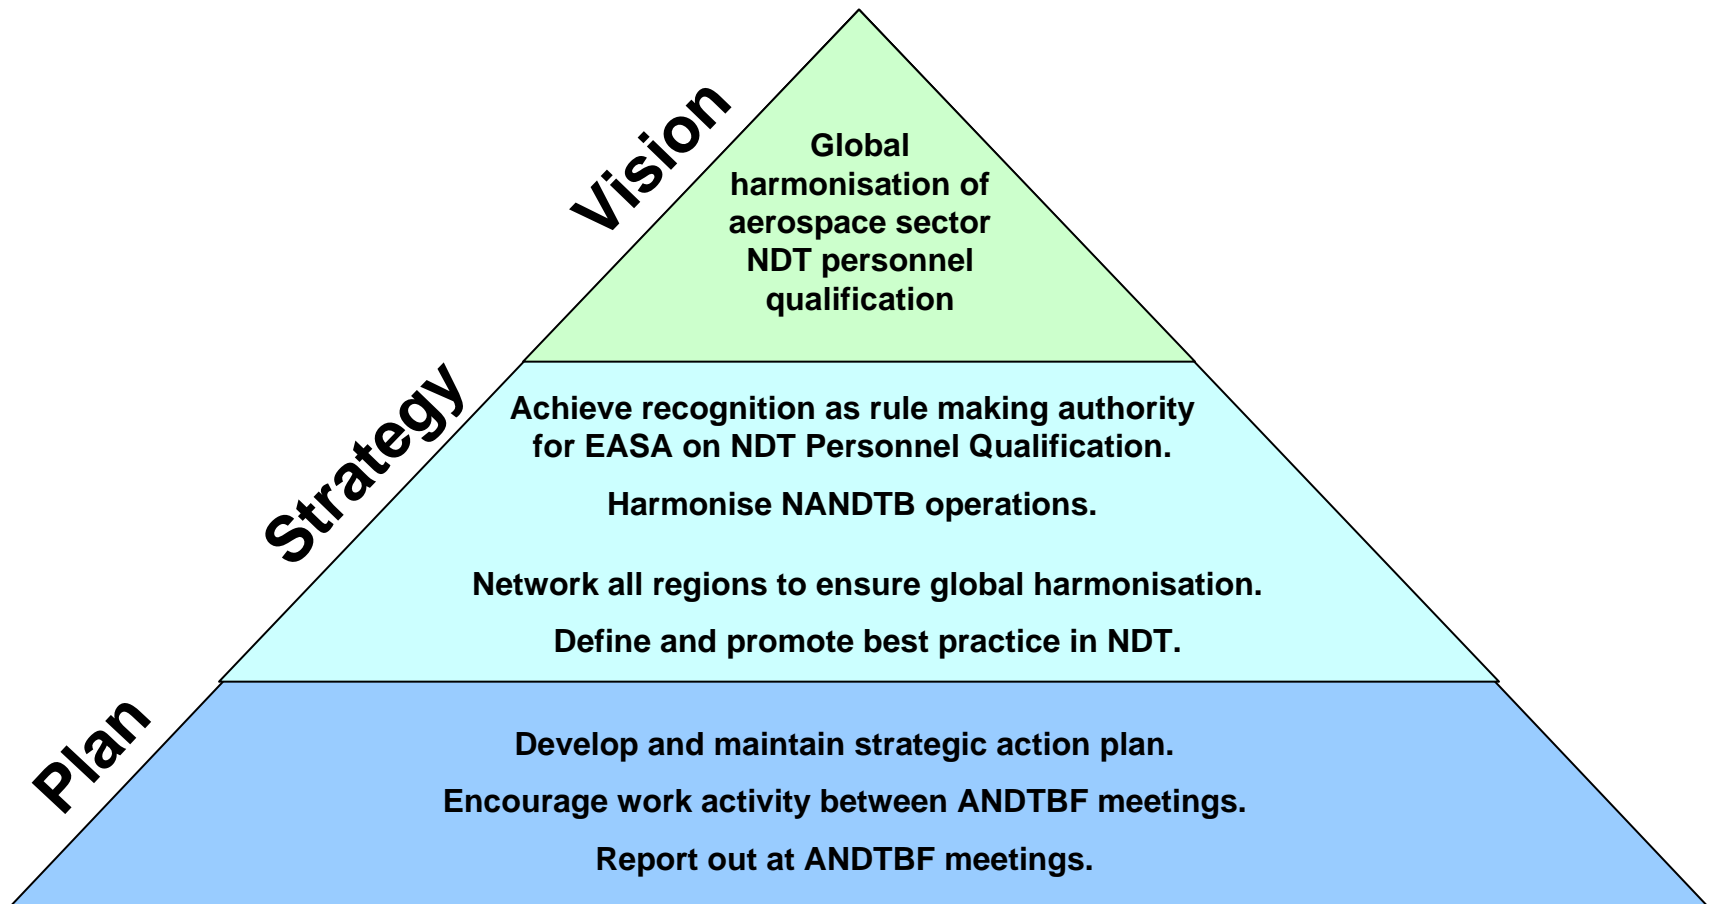 Vision
Global
harmonisation of
aerospace sector
NDT personnel
qualification
Strategy
Achieve recognition as rule making authority
for EASA on NDT Personnel Qualification.
Harmonise NANDTB operations.
Network all regions to ensure global harmonisation.
Define and promote best practice in NDT.
Plan
Develop and maintain strategic action plan.
Encourage work activity between ANDTBF meetings.
Report out at ANDTBF meetings.